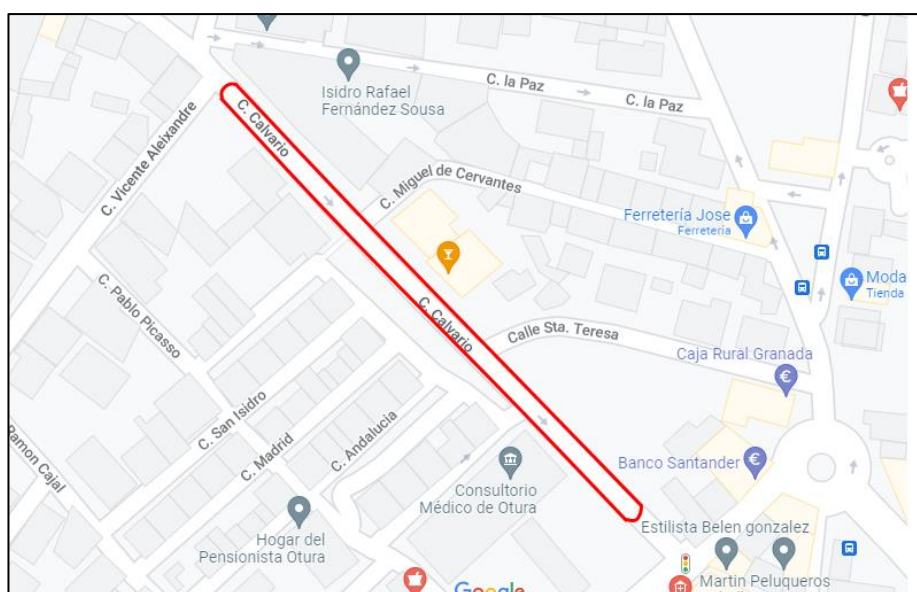 Isidro Rafael
Fernández Sousa
C. la Paz
C. la Paz
C. Calvario
C. Vicente Aleixandre
C. Miguel de Cervantes
Ferretería Jose
Ferretería
Moda
Tienda
C. Pablo Picasso
C. Calvario
Calle Sta. Teresa
Caja Rural Granada
C. San Isidro
C. Madrid
C. Andalucia
Ramon Cajal
Banco Santander
Consultorio
Médico de Otura
Hogar del
Pensionista Otura
Estilista Belen gonzalez
Martin Peluqueros
Google